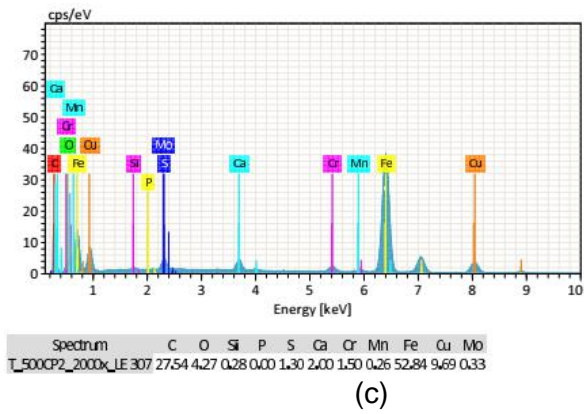 cps/eV
70
60
50
40
30
20
10
0
Ca
Mn
Cr
O
Cu
Mo
C
Fe
Si
P
S
Ca
Cr
Mn
Fe
Cu
1 2 3 4 5 6 7 8 9 10
Energy [keV]
Spectrum C O Si P S Ca Cr Mn Fe Cu Mo
T_500CP2_2000x_LE 307 27.54 4.27 0.28 0.00 1.30 2.00 1.50 0.26 52.84 9.69 0.33
(c)